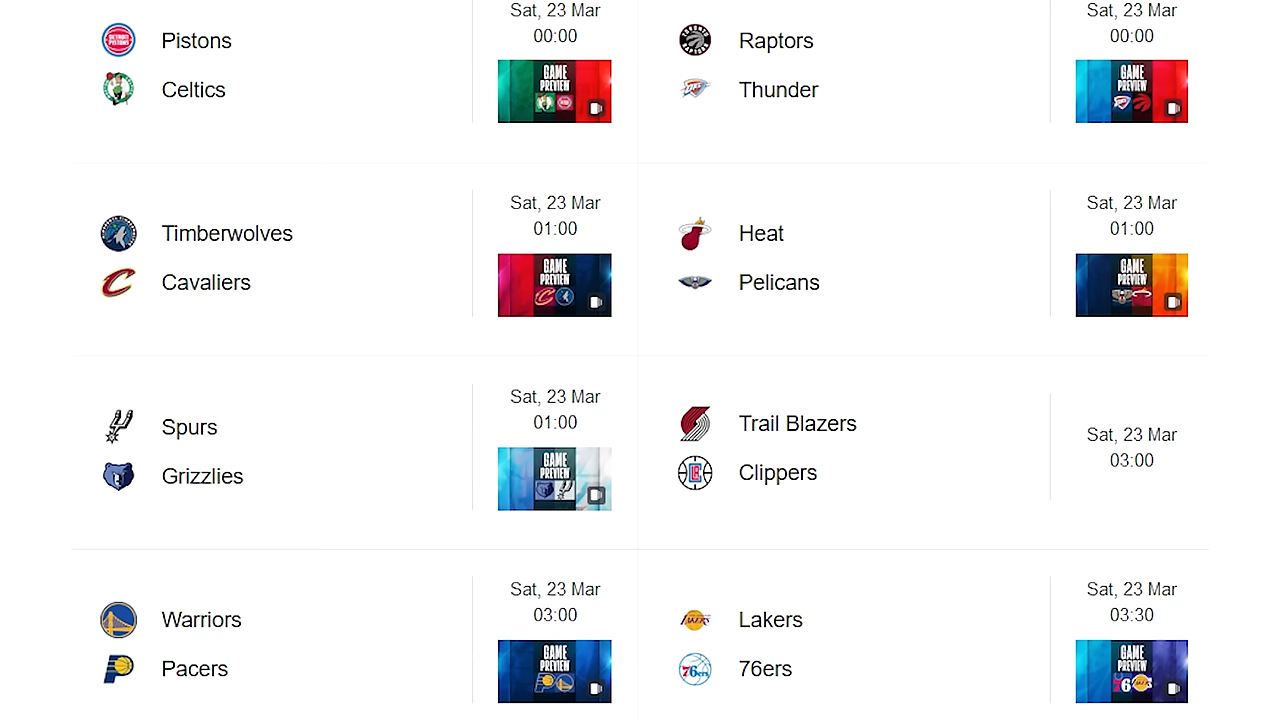 Sat, 23 Mar
00:00
Pistons
Celtics
GAME
PREVIEW
Sat, 23 Mar
00:00
Raptors
Thunder
GAME
PREVIEW
Sat, 23 Mar
01:00
Timberwolves
Cavaliers
GAME
PREVIEW
Sat, 23 Mar
01:00
Heat
Pelicans
GAME
PREVIEW
Sat, 23 Mar
01:00
Spurs
Grizzlies
GAME
PREVIEW
Trail Blazers
Clippers
Sat, 23 Mar
03:00
Sat, 23 Mar
03:00
Warriors
Pacers
GAME
PREVIEW
Sat, 23 Mar
03:30
Lakers
LAKERS
76ers
76ers
GAME
PREVIEW